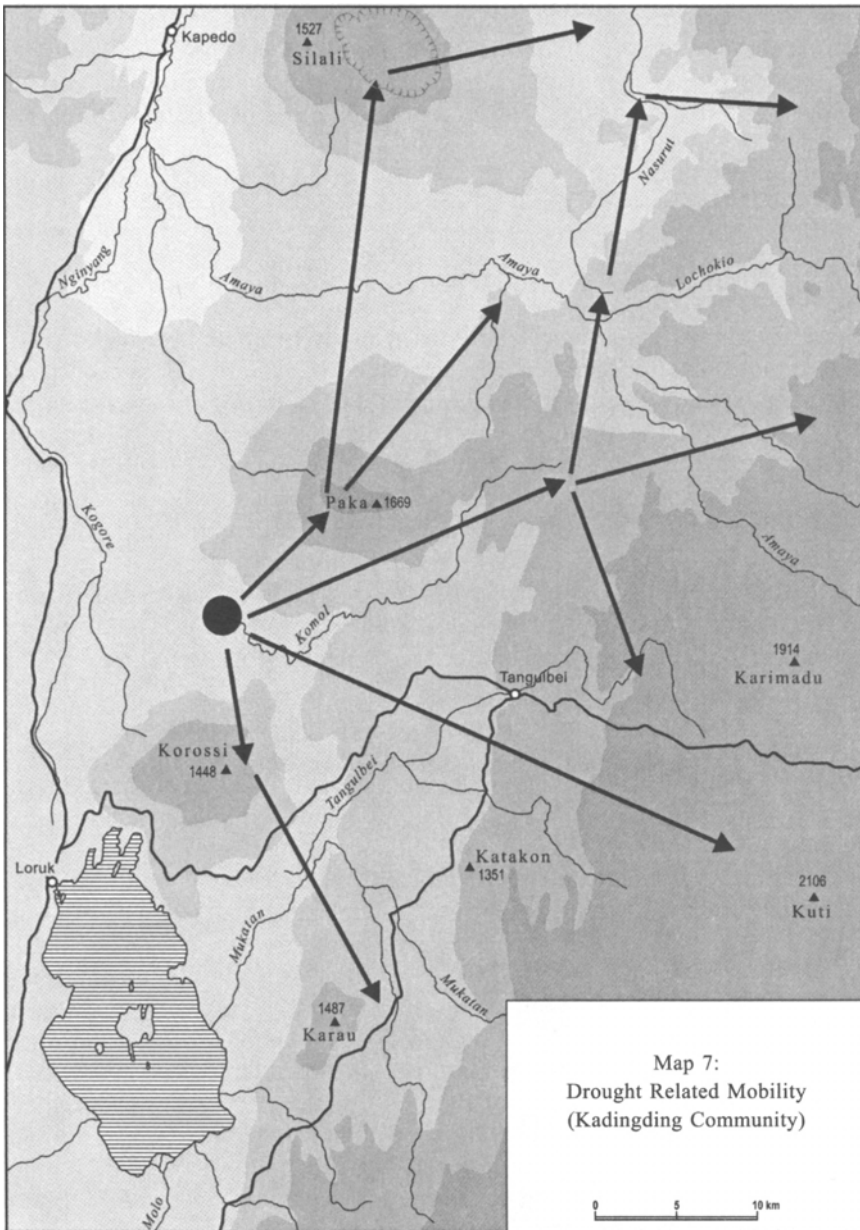 Kapedo
1527
Silali
Nasurut
Nginyang
Amaya
Amaya
Lochokio
Paka
1669
Kogore
Amaya
Komol
1914
Karimadu
Tangulbei
Korossi
1448
Tangulbei
Loruk
Katakon
1351
2106
Kuti
Mukatan
Mukatan
1487
Karau
Map 7:
Drought Related Mobility
(Kadingding Community)
Molo
0 5 10 km